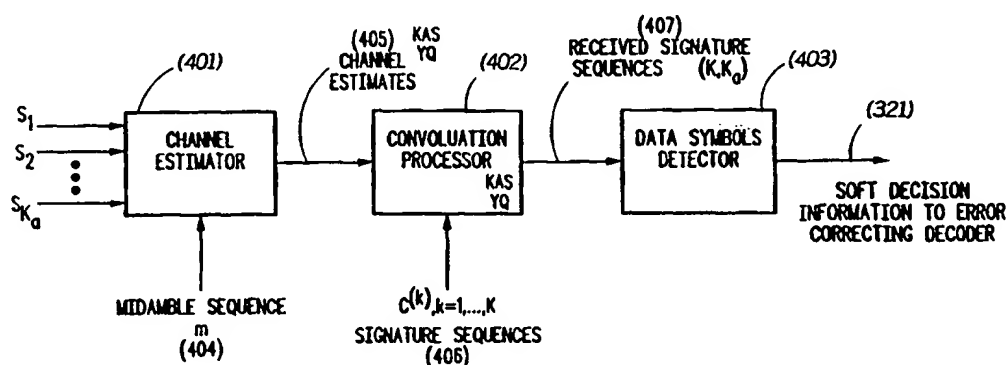 (401)
S1
S2
SKa
CHANNEL
ESTIMATOR
MIDAMBLE SEQUENCE
m
(404)
(405) KAS
YQ
CHANNEL
ESTIMATES
(402)
CONVOLUATION
PROCESSOR
KAS
YQ
C(k),k=1,...,K
SIGNATURE SEQUENCES
(406)
(407)
RECEIVED SIGNATURE
SEQUENCES (K,Ka)
(403)
DATA SYMBOLS
DETECTOR
(321)
SOFT DECISION
INFORMATION TO ERROR
CORRECTING DECODER